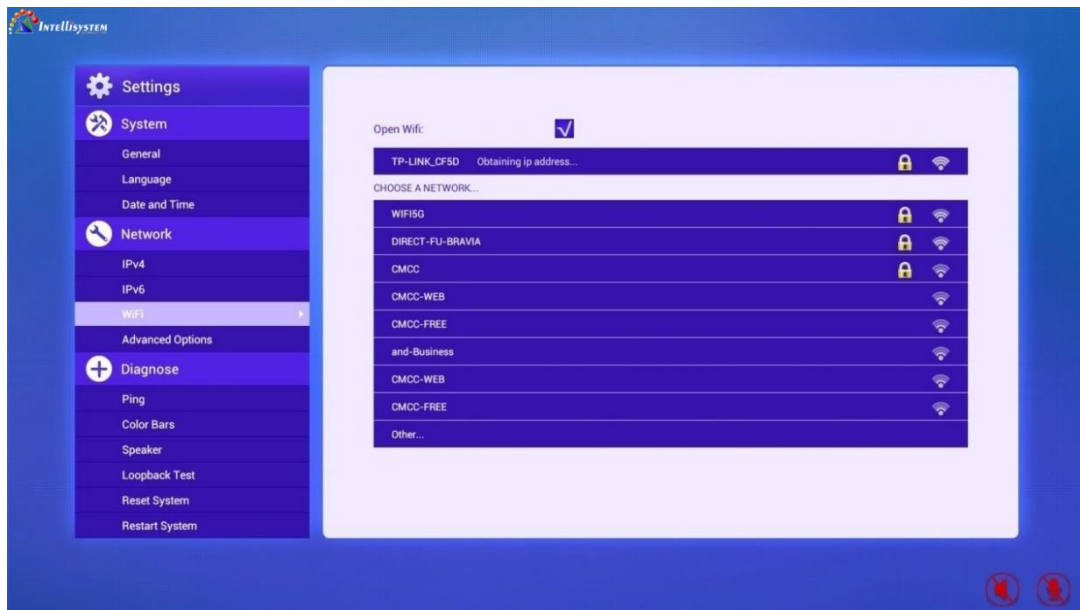 INTELLISYSTEM
Settings
System
General
Language
Date and Time
Network
IPv4
IPv6
WiFi
Advanced Options
Diagnose
Ping
Color Bars
Speaker
Loopback Test
Reset System
Restart System
Open Wifi:
TP-LINK_CF5D Obtaining ip address...
CHOOSE A NETWORK...
WIFI5G
DIRECT-FU-BRAVIA
CMCC
CMCC-WEB
CMCC-FREE
and-Business
CMCC-WEB
CMCC-FREE
Other...